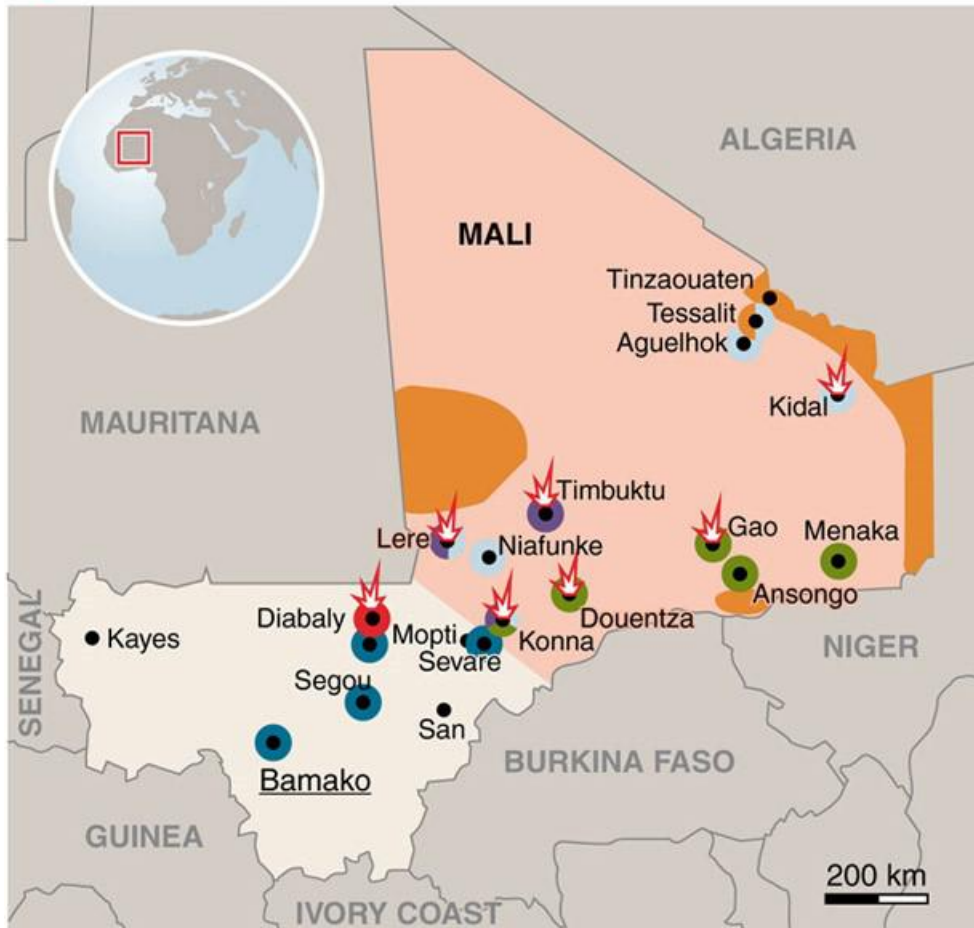 ALGERIA
MALI
Tinzaouaten
Tessalit
Aguelhok
Kidal
MAURITANA
Timbuktu
Lere
Niafunke
Gao
Menaka
Ansongo
Douentza
Diabaly
Mopti
Konna
Sevare
Kayes
SENEGAL
NIGER
Segou
San
BURKINA FASO
Bamako
GUINEA
200 km
IVORY COAST